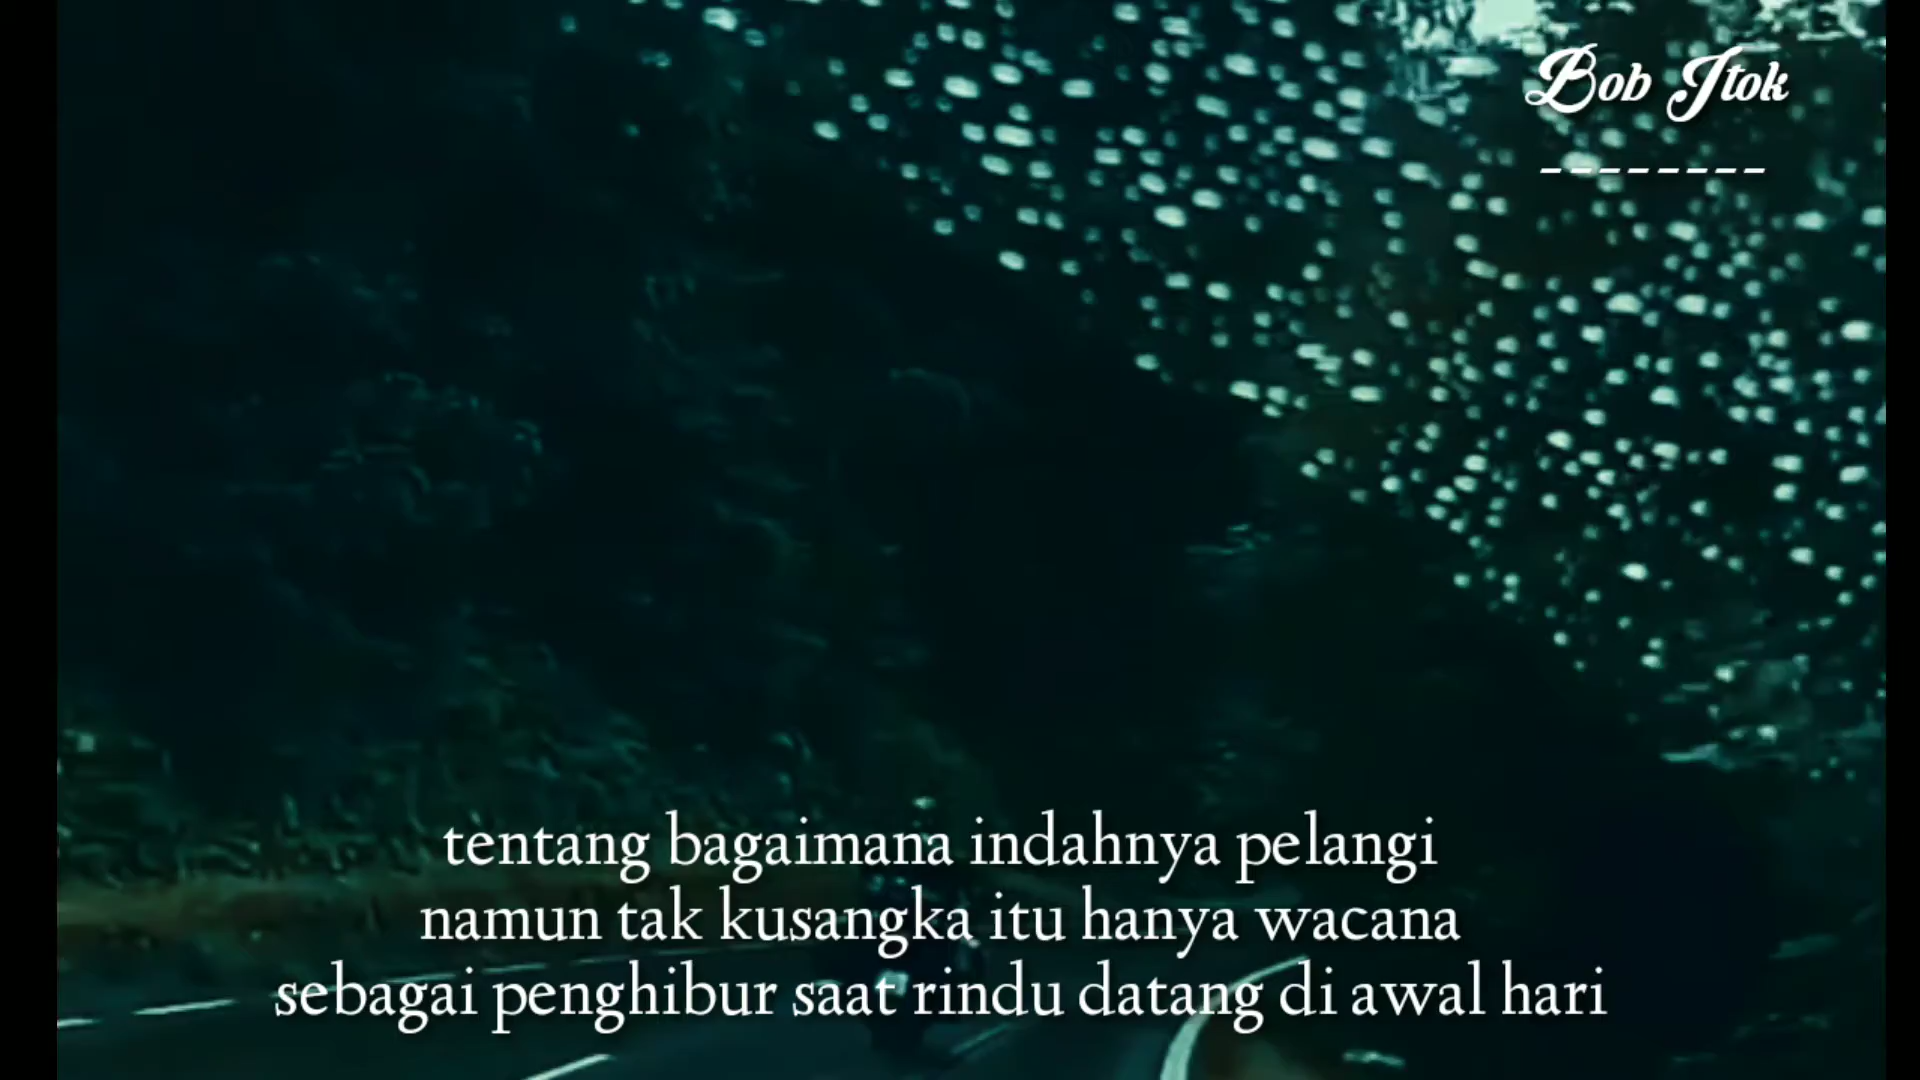 Bob Itok
--------
tentang bagaimana indahnya pelangi
namun tak kusangka itu hanya wacana
sebagai penghibur saat rindu datang di awal hari